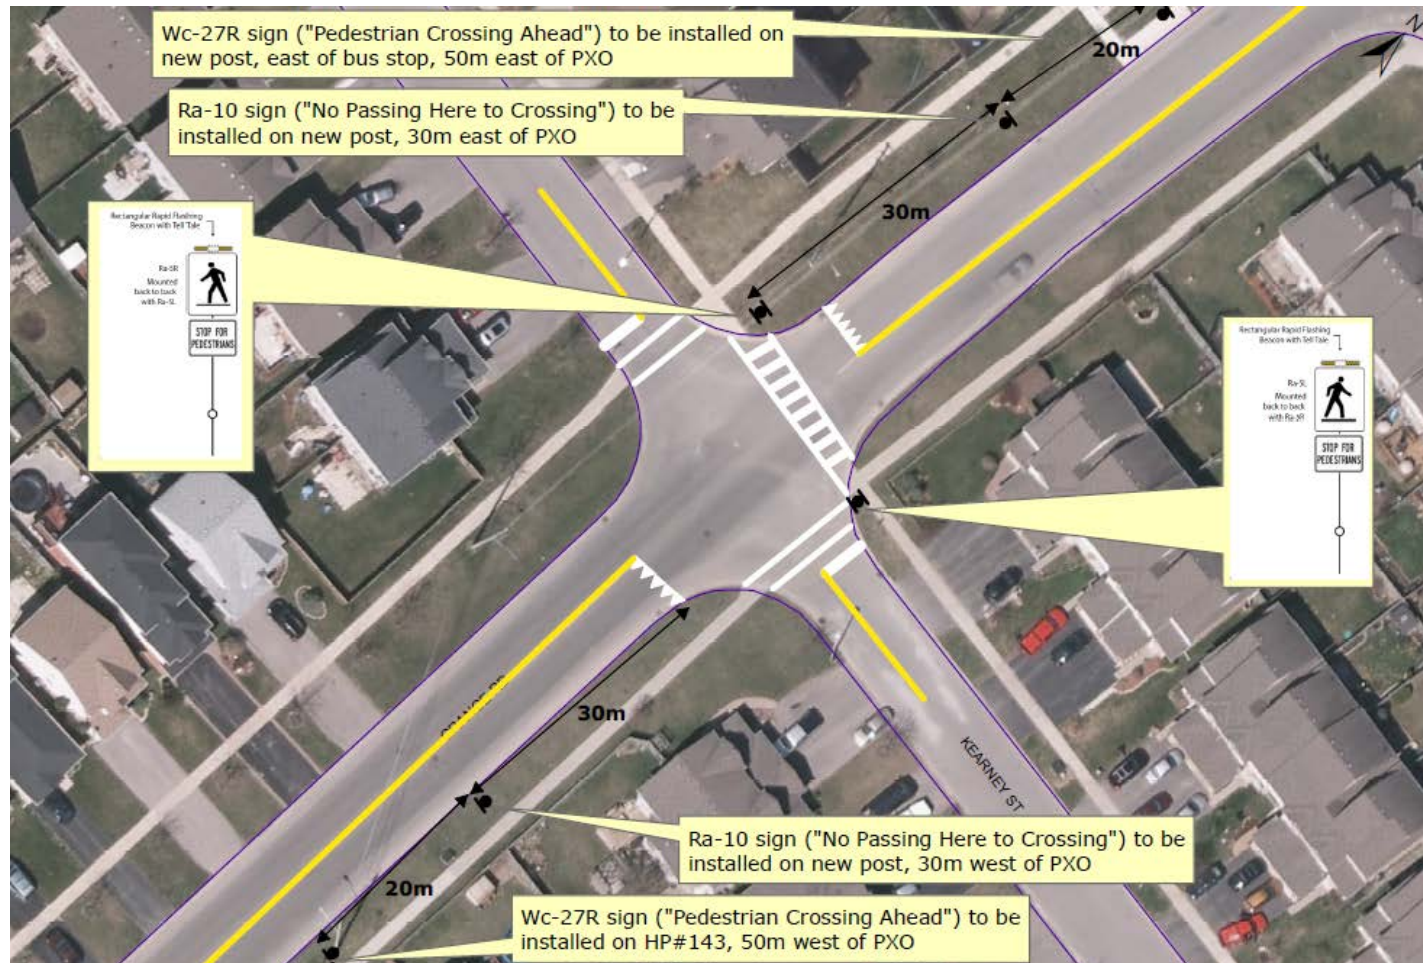 Wc-27R sign ("Pedestrian Crossing Ahead") to be installed on
new post, east of bus stop, 50m east of PXO
20m
N
Ra-10 sign ("No Passing Here to Crossing") to be
installed on new post, 30m east of PXO
30m
Rectangular Rapid Flashing
Beacon with Tell Tale
Ra-5R
Mounted
back to back
with Ra-5L
STOP FOR
PEDESTRIANS
Rectangular Rapid Flashing
Beacon with Tell Tale
Ra-5L
Mounted
back to back
with Ra-5R
STOP FOR
PEDESTRIANS
30m
KEARNEY ST
Ra-10 sign ("No Passing Here to Crossing") to be
installed on new post, 30m west of PXO
20m
Wc-27R sign ("Pedestrian Crossing Ahead") to be
installed on HP#143, 50m west of PXO